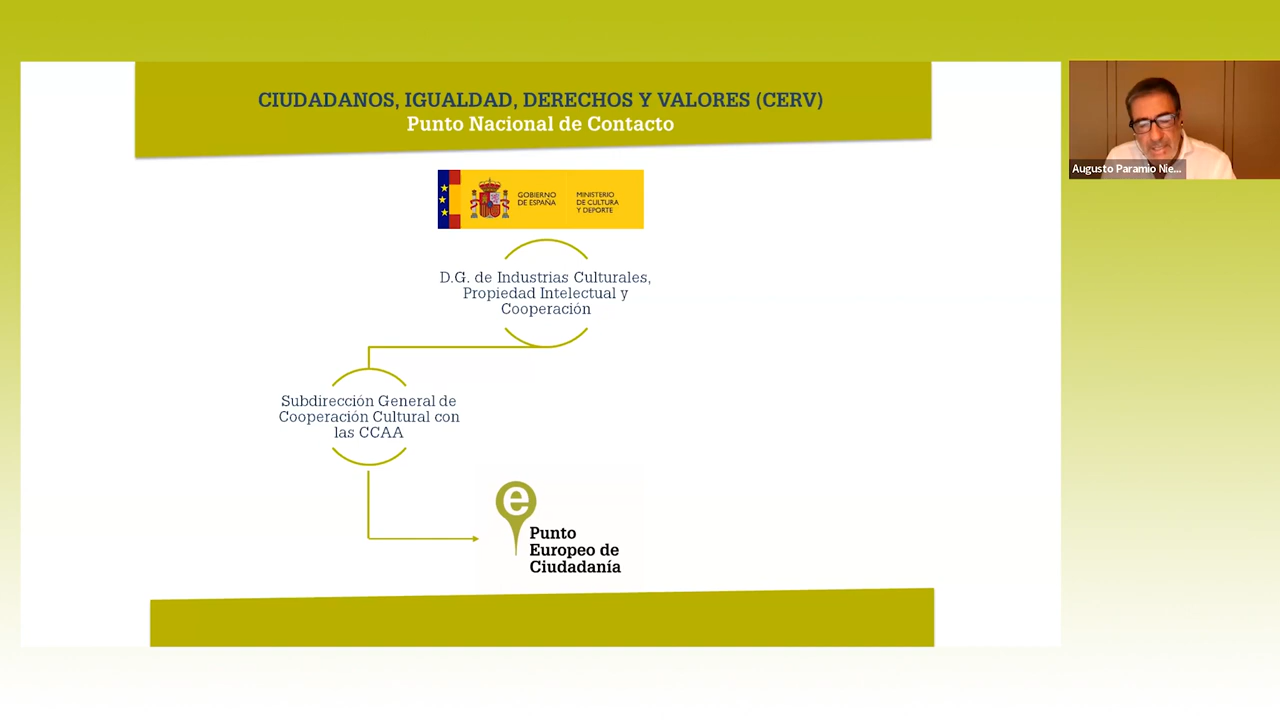 CIUDADANOS, IGUALDAD, DERECHOS Y VALORES (CERV)
Punto Nacional de Contacto
GOBIERNO
DE ESPAÑA
MINISTERIO
DE CULTURA
Y DEPORTE
D.G. de Industrias Culturales,
Propiedad Intelectual y
Cooperación
Subdirección General de
Cooperación Cultural con
las CCAA
e
Punto
Europeo de
Ciudadanía
Augusto Paramio Nie...